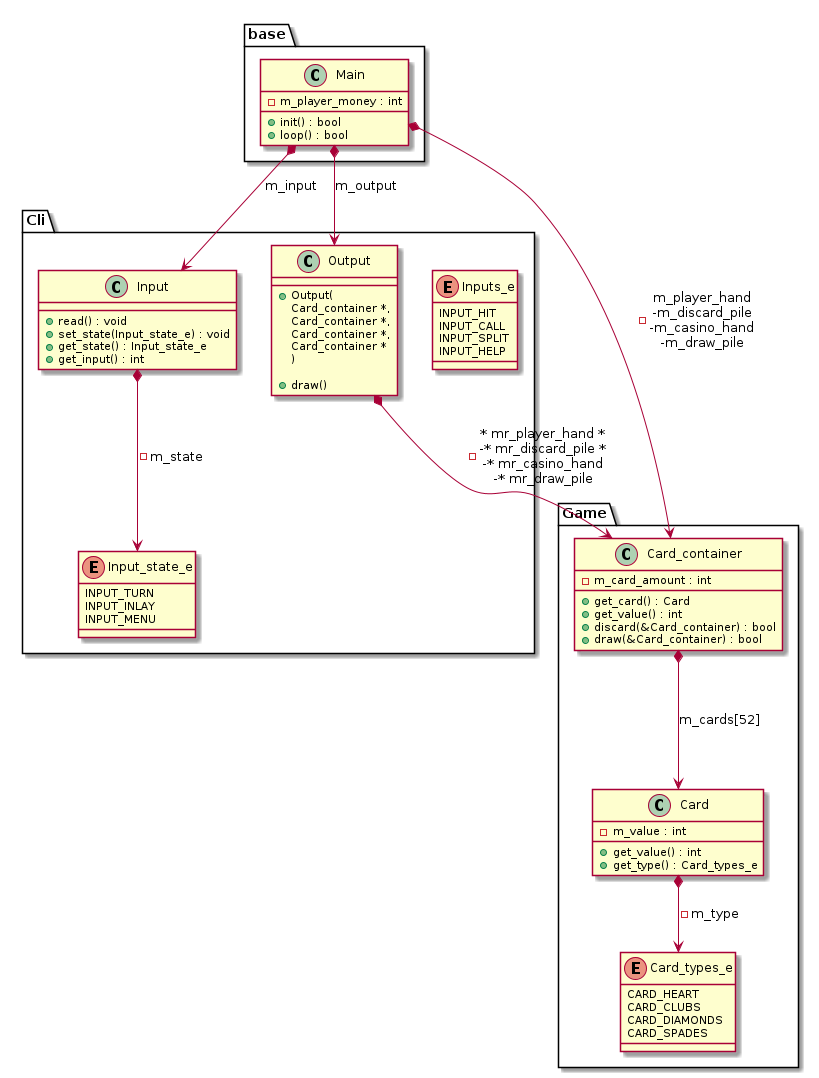 base
C Main
m_player_money : int
init() : bool
loop() : bool
m_input
m_output
m_player_hand
-m_discard_pile
-m_casino_hand
-m_draw_pile
Cli
C Input
read() : void
set_state(Input_state_e) : void
get_state() : Input_state_e
get_input() : int
C Output
Output(
Card_container *,
Card_container *,
Card_container *,
Card_container *
)
draw()
E Inputs_e
INPUT_HIT
INPUT_CALL
INPUT_SPLIT
INPUT_HELP
m_state
* mr_player_hand *
-* mr_discard_pile *
-* mr_casino_hand
-* mr_draw_pile
E Input_state_e
INPUT_TURN
INPUT_INLAY
INPUT_MENU
Game
C Card_container
m_card_amount : int
get_card() : Card
get_value() : int
discard(&Card_container) : bool
draw(&Card_container) : bool
m_cards[52]
C Card
m_value : int
get_value() : int
get_type() : Card_types_e
m_type
E Card_types_e
CARD_HEART
CARD_CLUBS
CARD_DIAMONDS
CARD_SPADES